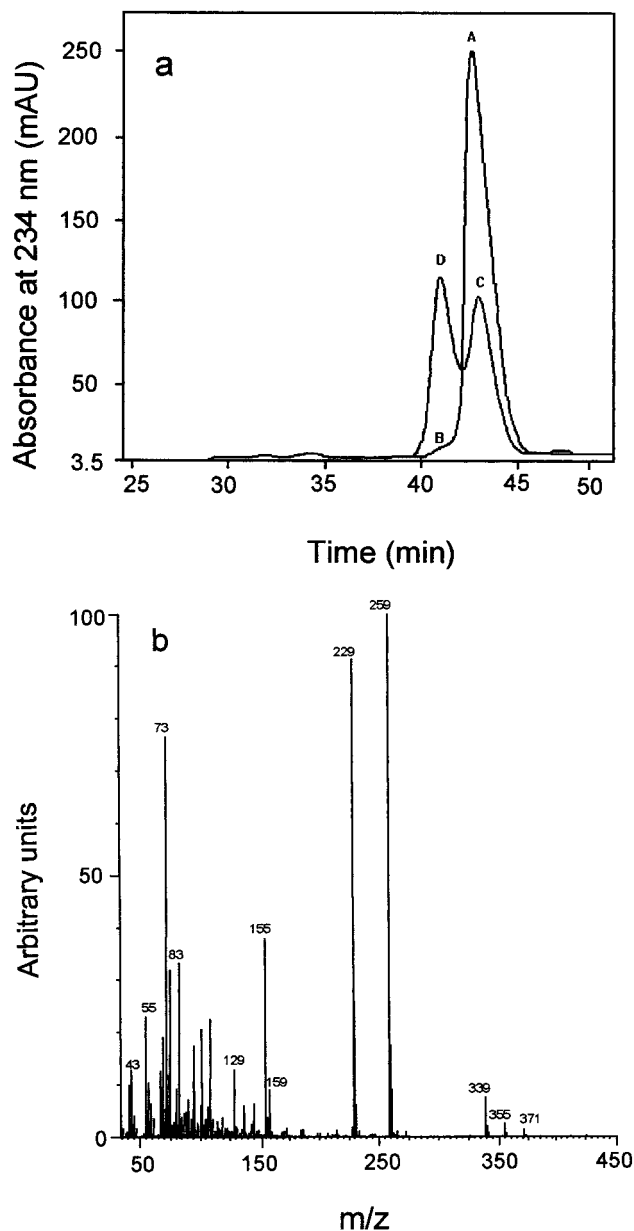 a
Absorbance at 234 nm (mAU)
250
200
150
100
50
3.5
A
D
C
B
25 30 35 40 45 50
Time (min)
b
Arbitrary units
100
50
0
259
229
73
155
83
55
43
129
159
339
355
371
50 150 250 350 450
m/z